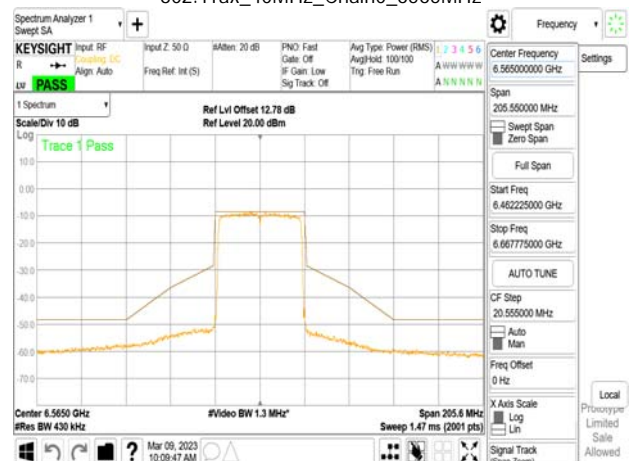 Spectrum Analyzer 1
Swept SA
+
Frequency
KEYSIGHT
Input: RF
Coupling: DC
Align: Auto
Input Z: 50 Ω
Freq Ref: Int (S)
#Atten: 20 dB
PNO: Fast
Gate: Off
IF Gain: Low
Sig Track: Off
Avg Type: Power (RMS)
Avg|Hold: 100/100
Trig: Free Run
1 2 3 4 5 6
A W W W W W
A N N N N N
R
LU
PASS
Center Frequency
6.565000000 GHz
Settings
Span
205.550000 MHz
Swept Span
Zero Span
Full Span
Start Freq
6.462225000 GHz
Stop Freq
6.667775000 GHz
AUTO TUNE
CF Step
20.555000 MHz
Auto
Man
Freq Offset
0 Hz
X Axis Scale
Log
Lin
Signal Track
Local
Prototype
Limited
Sale
Allowed
1 Spectrum
Scale/Div 10 dB
Log
Ref Lvl Offset 12.78 dB
Ref Level 20.00 dBm
Trace 1 Pass
10.0
0.00
-10.0
-20.0
-30.0
-40.0
-50.0
-60.0
-70.0
Center 6.5650 GHz
#Res BW 430 kHz
#Video BW 1.3 MHz*
Span 205.6 MHz
Sweep 1.47 ms (2001 pts)
?
Mar 09, 2023
10:09:47 AM